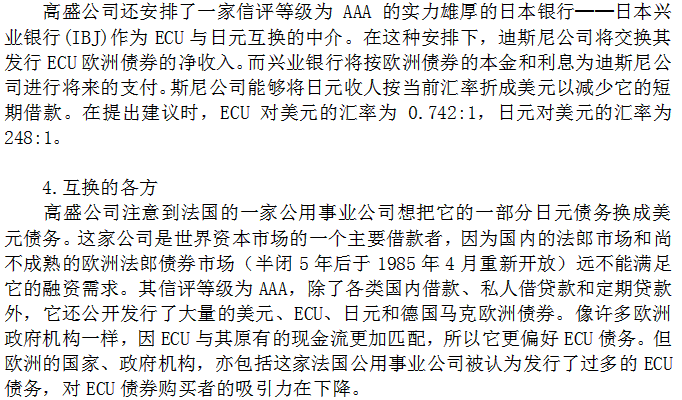 高盛公司还安排了一家信评等级为 AAA 的实力雄厚的日本银行━━日本兴
业银行(IBJ)作为 ECU 与日元互换的中介。在这种安排下，迪斯尼公司将交换其
发行 ECU 欧洲债券的净收入。而兴业银行将按欧洲债券的本金和利息为迪斯尼公
司进行将来的支付。斯尼公司能够将日元收人按当前汇率折成美元以减少它的短
期借款。在提出建议时，ECU 对美元的汇率为 0.742:1，日元对美元的汇率为
248:1。
4.互换的各方
高盛公司注意到法国的一家公用事业公司想把它的一部分日元债务换成美
元债务。这家公司是世界资本市场的一个主要借款者，因为国内的法郎市场和尚
不成熟的欧洲法郎债券市场（半闭 5 年后于 1985 年 4 月重新开放）远不能满足
它的融资需求。其信评等级为 AAA，除了各类国内借款、私人借贷款和定期贷款
外，它还公开发行了大量的美元、ECU、日元和德国马克欧洲债券。像许多欧洲
政府机构一样，因 ECU 与其原有的现金流更加匹配，所以它更偏好 ECU 债务。但
欧洲的国家、政府机构，亦包括这家法国公用事业公司被认为发行了过多的 ECU
债务，对 ECU 债券购买者的吸引力在下降。